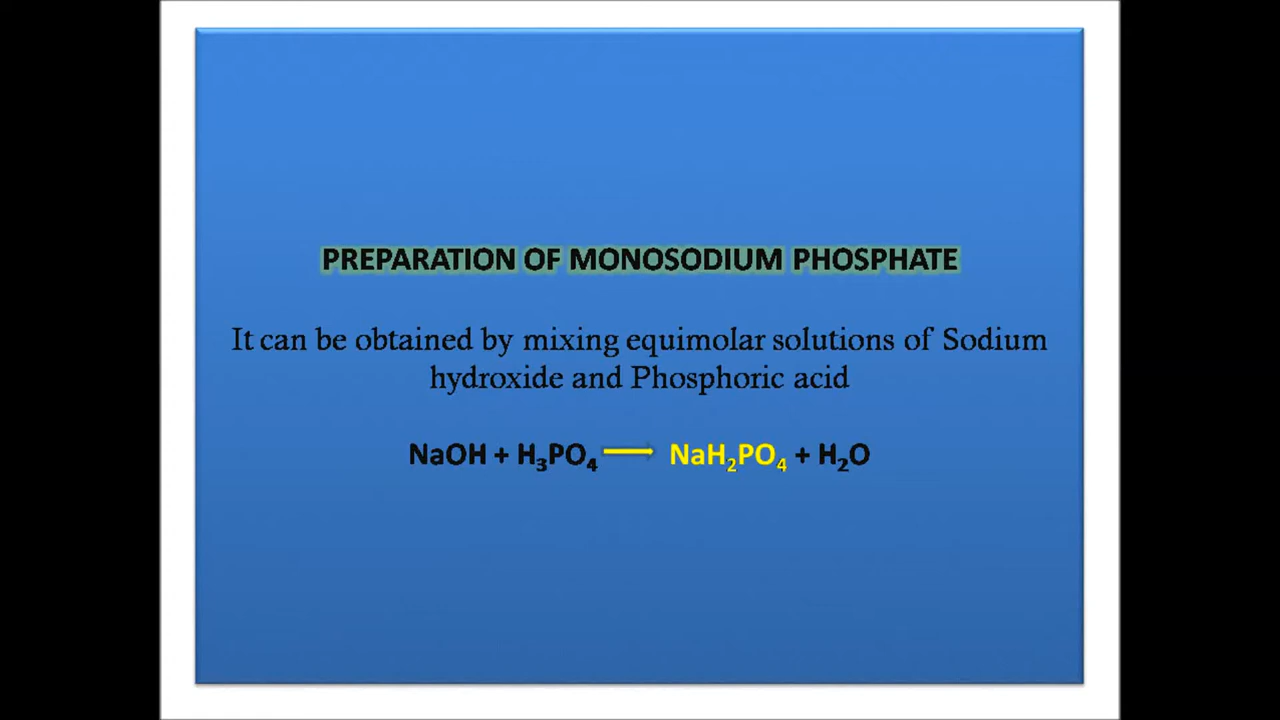 PREPARATION OF MONOSODIUM PHOSPHATE
It can be obtained by mixing equimolar solutions of Sodium
hydroxide and Phosphoric acid
NaOH + H₃PO₄ → NaH₂PO₄ + H₂O